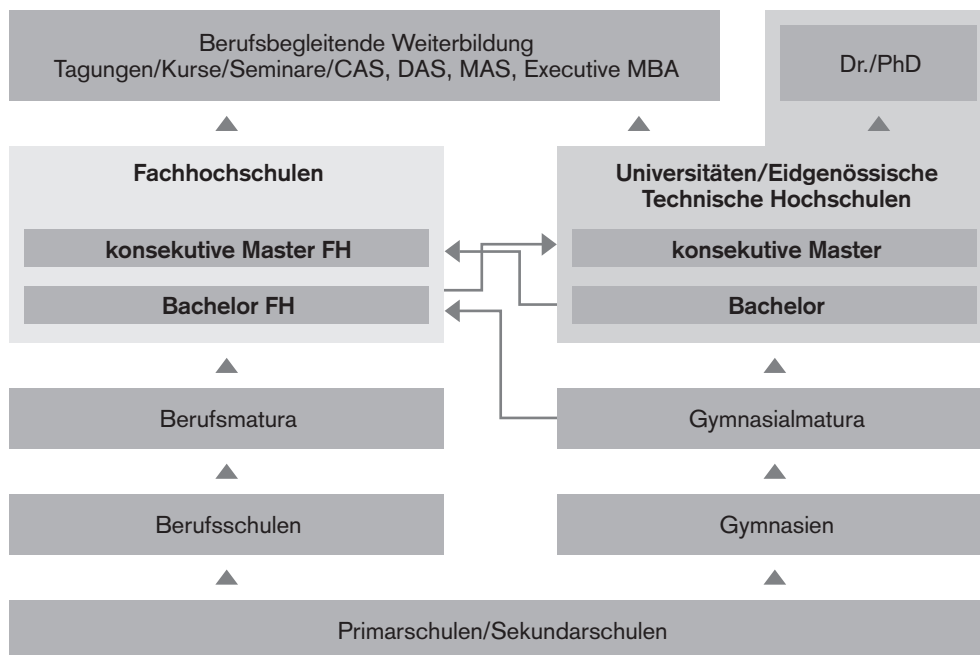 Berufsbegleitende Weiterbildung
Tagungen/Kurse/Seminare/CAS, DAS, MAS, Executive MBA
Dr./PhD
Fachhochschulen
konsekutive Master FH
Bachelor FH
Universitäten/Eidgenössische
Technische Hochschulen
konsekutive Master
Bachelor
Berufsmatura
Gymnasialmatura
Berufsschulen
Gymnasien
Primarschulen/Sekundarschulen